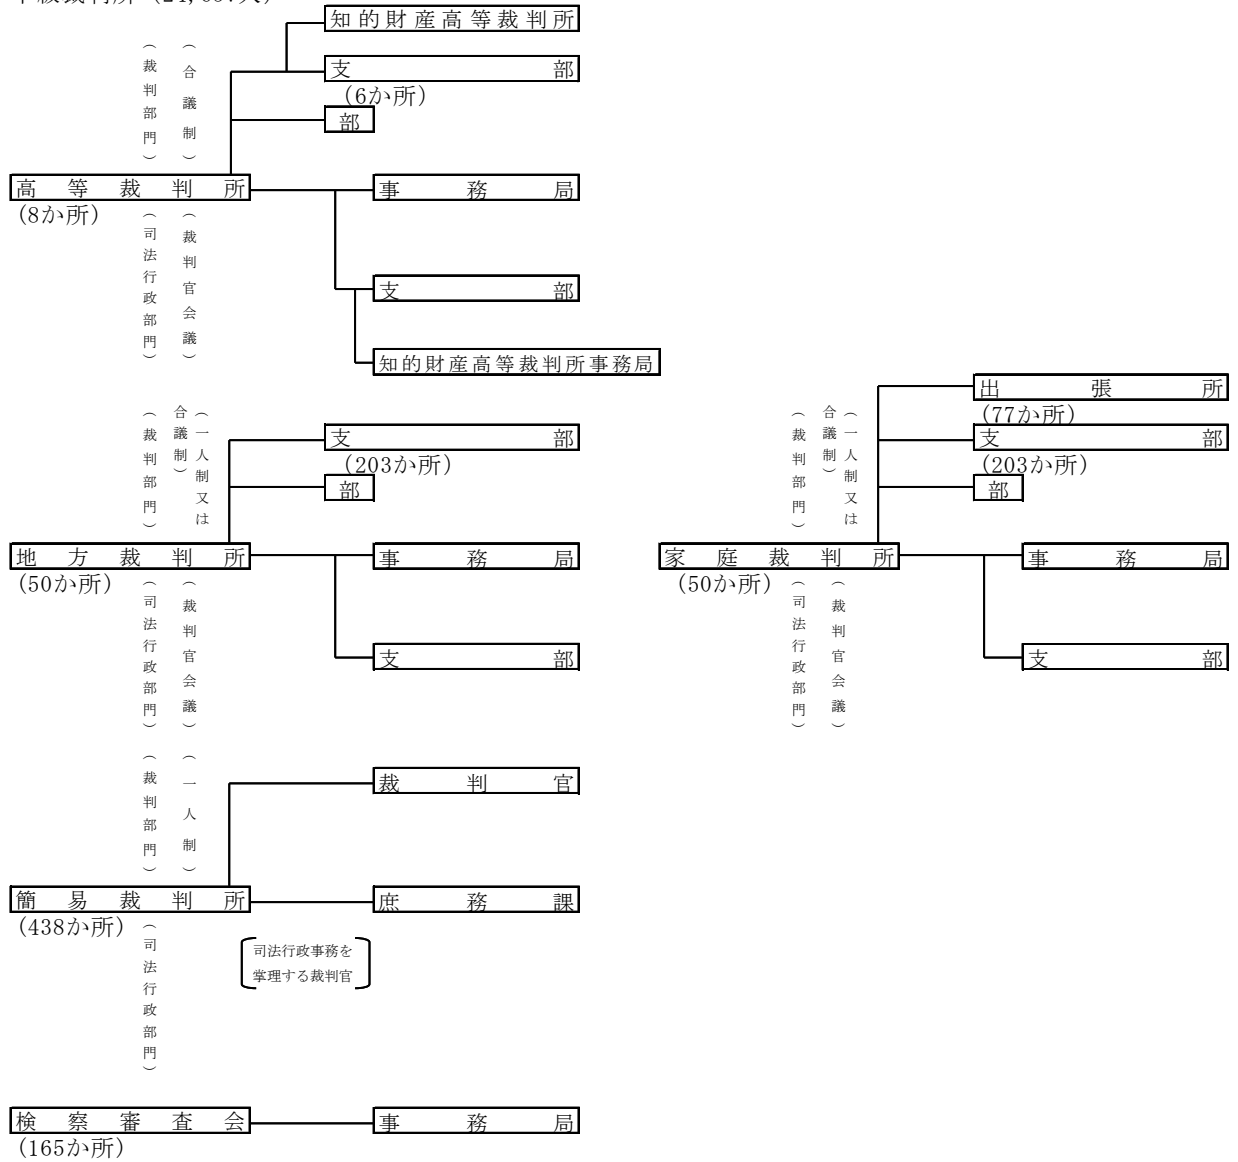 知的財産高等裁判所
支部
(6か所)
部
(裁判部門)
(合議制)
高等裁判所
(8か所)
(司法行政部門)
(裁判官会議)
事務局
支部
知的財産高等裁判所事務局
(裁判部門)
(一人制又は
合議制)
支部
(203か所)
部
地方裁判所
(50か所)
(司法行政部門)
(裁判官会議)
事務局
支部
出張所
(77か所)
支部
(203か所)
部
(裁判部門)
(一人制又は
合議制)
家庭裁判所
(50か所)
(司法行政部門)
(裁判官会議)
事務局
支部
(裁判部門)
(一人制)
裁判官
簡易裁判所
(438か所)
(司法行政部門)
庶務課
司法行政事務を
掌理する裁判官
検察審査会
(165か所)
事務局